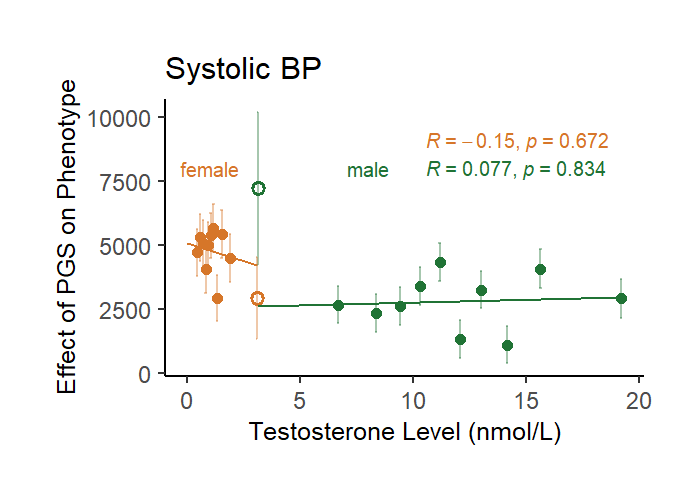 Systolic BP
Effect of PGS on Phenotype
10000
7500
5000
2500
0
R = −0.15, p = 0.672
female
male
R = 0.077, p = 0.834
0 5 10 15 20
Testosterone Level (nmol/L)